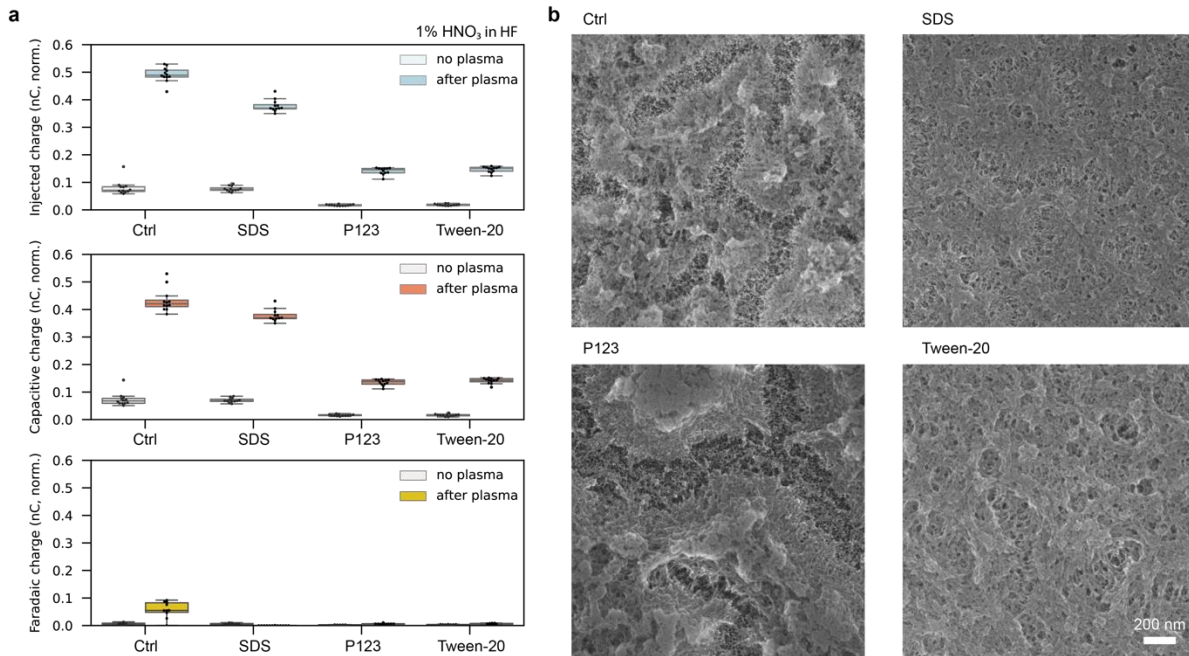 a
1% HNO₃ in HF
Injected charge (nC, norm.)
0.6
0.5
0.4
0.3
0.2
0.1
0.0
no plasma
after plasma
Ctrl SDS P123 Tween-20
Capacitive charge (nC, norm.)
0.6
0.5
0.4
0.3
0.2
0.1
0.0
no plasma
after plasma
Ctrl SDS P123 Tween-20
Faradaic charge (nC, norm.)
0.6
0.5
0.4
0.3
0.2
0.1
0.0
no plasma
after plasma
Ctrl SDS P123 Tween-20
b
Ctrl SDS
P123 Tween-20
200 nm